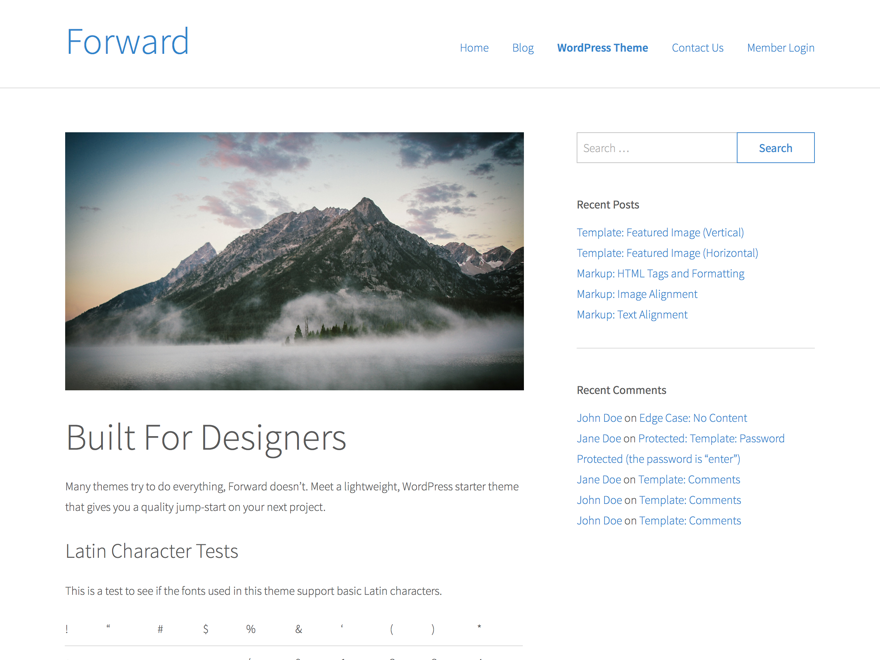 Forward
Home Blog WordPress Theme Contact Us Member Login
Search …
Search
Built For Designers
Many themes try to do everything, Forward doesn’t. Meet a lightweight, WordPress starter theme
that gives you a quality jump-start on your next project.
Latin Character Tests
This is a test to see if the fonts used in this theme support basic Latin characters.
! “ # $ % & ‘ ( ) *
Recent Posts
Template: Featured Image (Vertical)
Template: Featured Image (Horizontal)
Markup: HTML Tags and Formatting
Markup: Image Alignment
Markup: Text Alignment
Recent Comments
John Doe on Edge Case: No Content
Jane Doe on Protected: Template: Password
Protected (the password is “enter”)
Jane Doe on Template: Comments
John Doe on Template: Comments
John Doe on Template: Comments